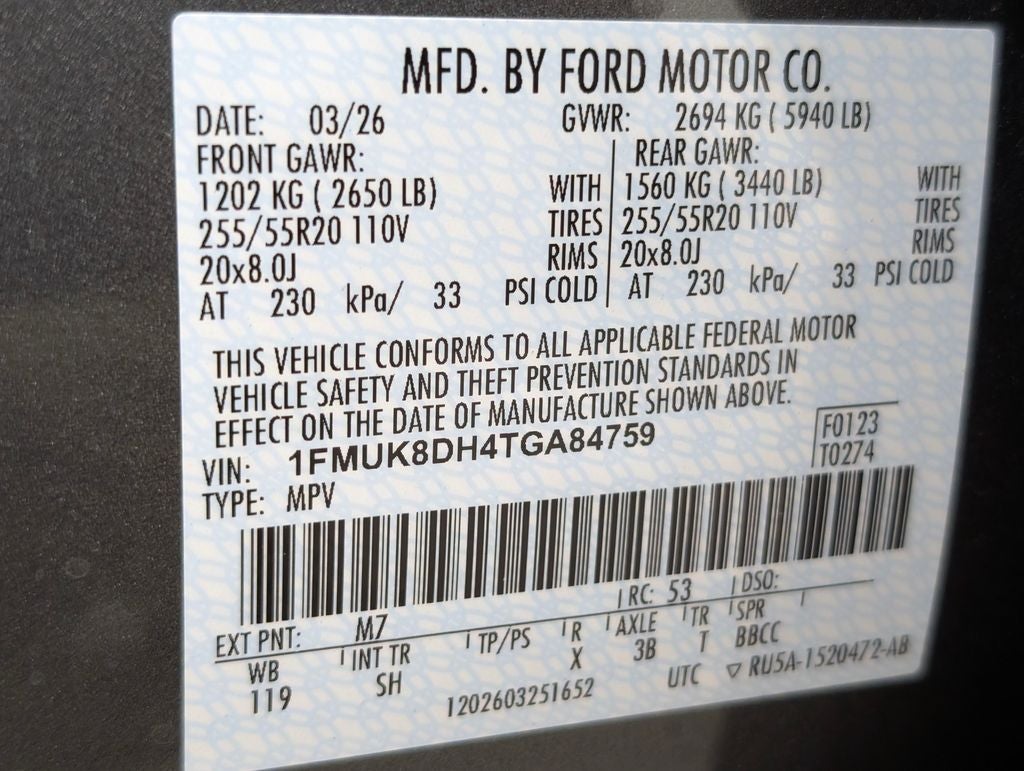 MFD. BY FORD MOTOR CO.
DATE: 03/26 GVWR: 2694 KG ( 5940 LB)
FRONT GAWR: REAR GAWR:
1202 KG ( 2650 LB) WITH 1560 KG ( 3440 LB) WITH
255/55R20 110V TIRES 255/55R20 110V TIRES
20x8.0J RIMS 20x8.0J RIMS
AT 230 kPa/ 33 PSI COLD AT 230 kPa/ 33 PSI COLD
THIS VEHICLE CONFORMS TO ALL APPLICABLE FEDERAL MOTOR
VEHICLE SAFETY AND THEFT PREVENTION STANDARDS IN
EFFECT ON THE DATE OF MANUFACTURE SHOWN ABOVE.
VIN: 1FMUK8DH4TGA84759 F0123
TYPE: MPV T0274
EXT PNT: M7 RC: 53 DSO:
WB INT TR TP/PS R AXLE TR SPR
119 SH X 3B T BBCC
1202603251652 UTC ▽ RU5A-1520472-AB